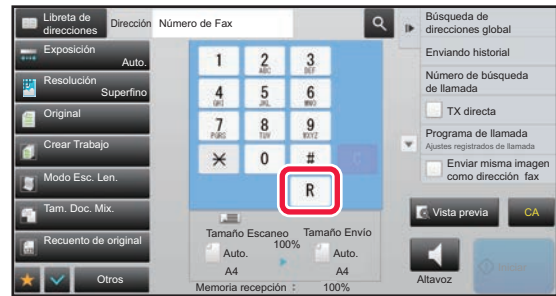 Libreta de
direcciones
Dirección
Número de Fax
Exposición
Auto.
Resolución
Superfino
Original
Crear Trabajo
Modo Esc. Len.
Tam. Doc. Mix.
Recuento de original
Otros
1
2
ABC
3
DEF
4
GHI
5
JKL
6
MNO
7
PQRS
8
TUV
9
WXYZ
0
#
C
R
Tamaño Escaneo
Tamaño Envío
100%
Auto.
Auto.
A4
A4
Memoria recepción :
100%
Búsqueda de
direcciones global
Enviando historial
Número de búsqueda
de llamada
TX directa
Programa de llamada
Ajustes registrados de llamada
Enviar misma imagen
como dirección fax
Vista previa
CA
Altavoz